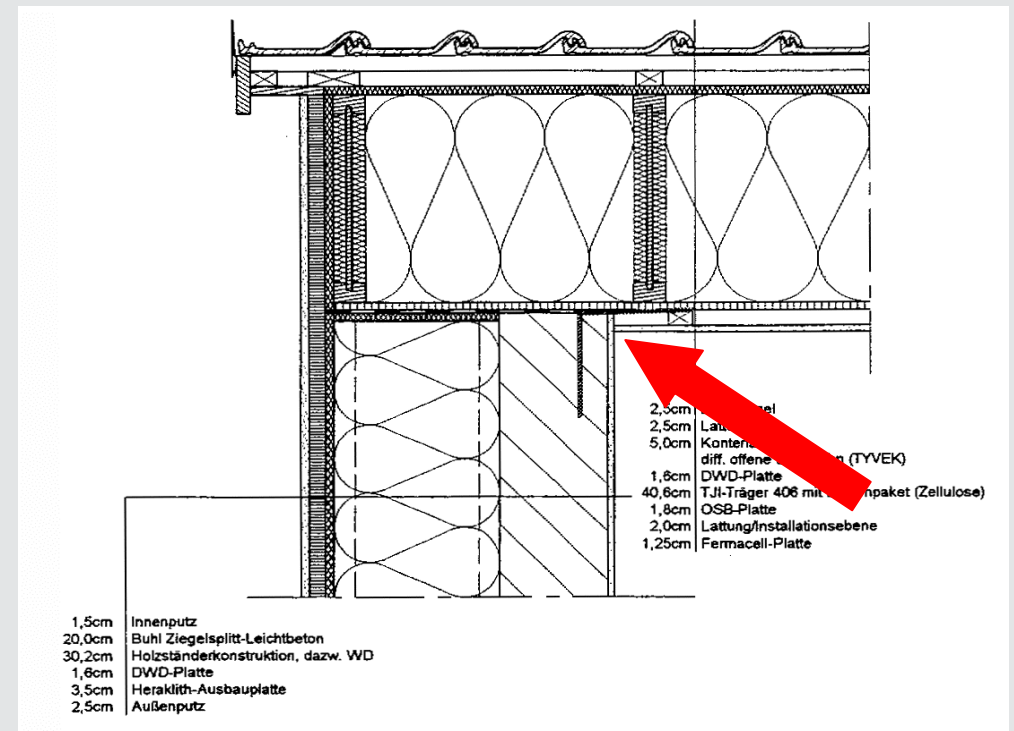 2,5cm
2,5cm
5,0cm
diff. offene (TYVEK)
1,6cm DWD-Platte
40,6cm TJI-Träger 406 mit (Zellulose)
1,8cm OSB-Platte
2,0cm Lattung/Installationsebene
1,25cm Fermacell-Platte
1,5cm Innenputz
20,0cm Buhl Ziegelsplitt-Leichtbeton
30,2cm Holzständerkonstruktion, dazw. WD
1,6cm DWD-Platte
3,5cm Heraklith-Ausbauplatte
2,5cm Außenputz